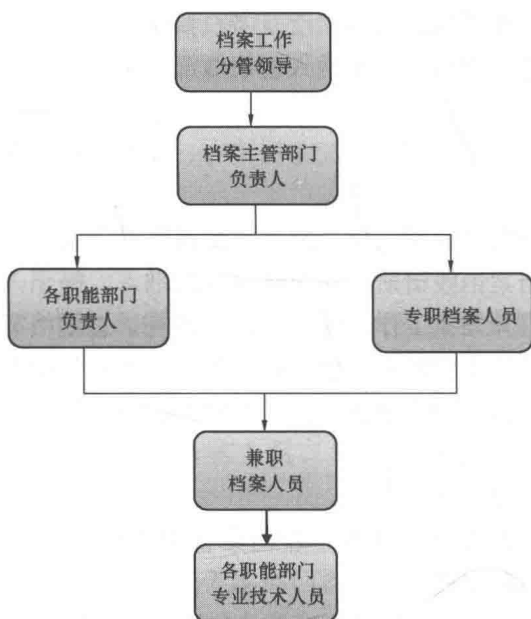 档案工作
分管领导
档案主管部门
负责人
各职能部门
负责人
专职档案人员
兼职
档案人员
各职能部门
专业技术人员